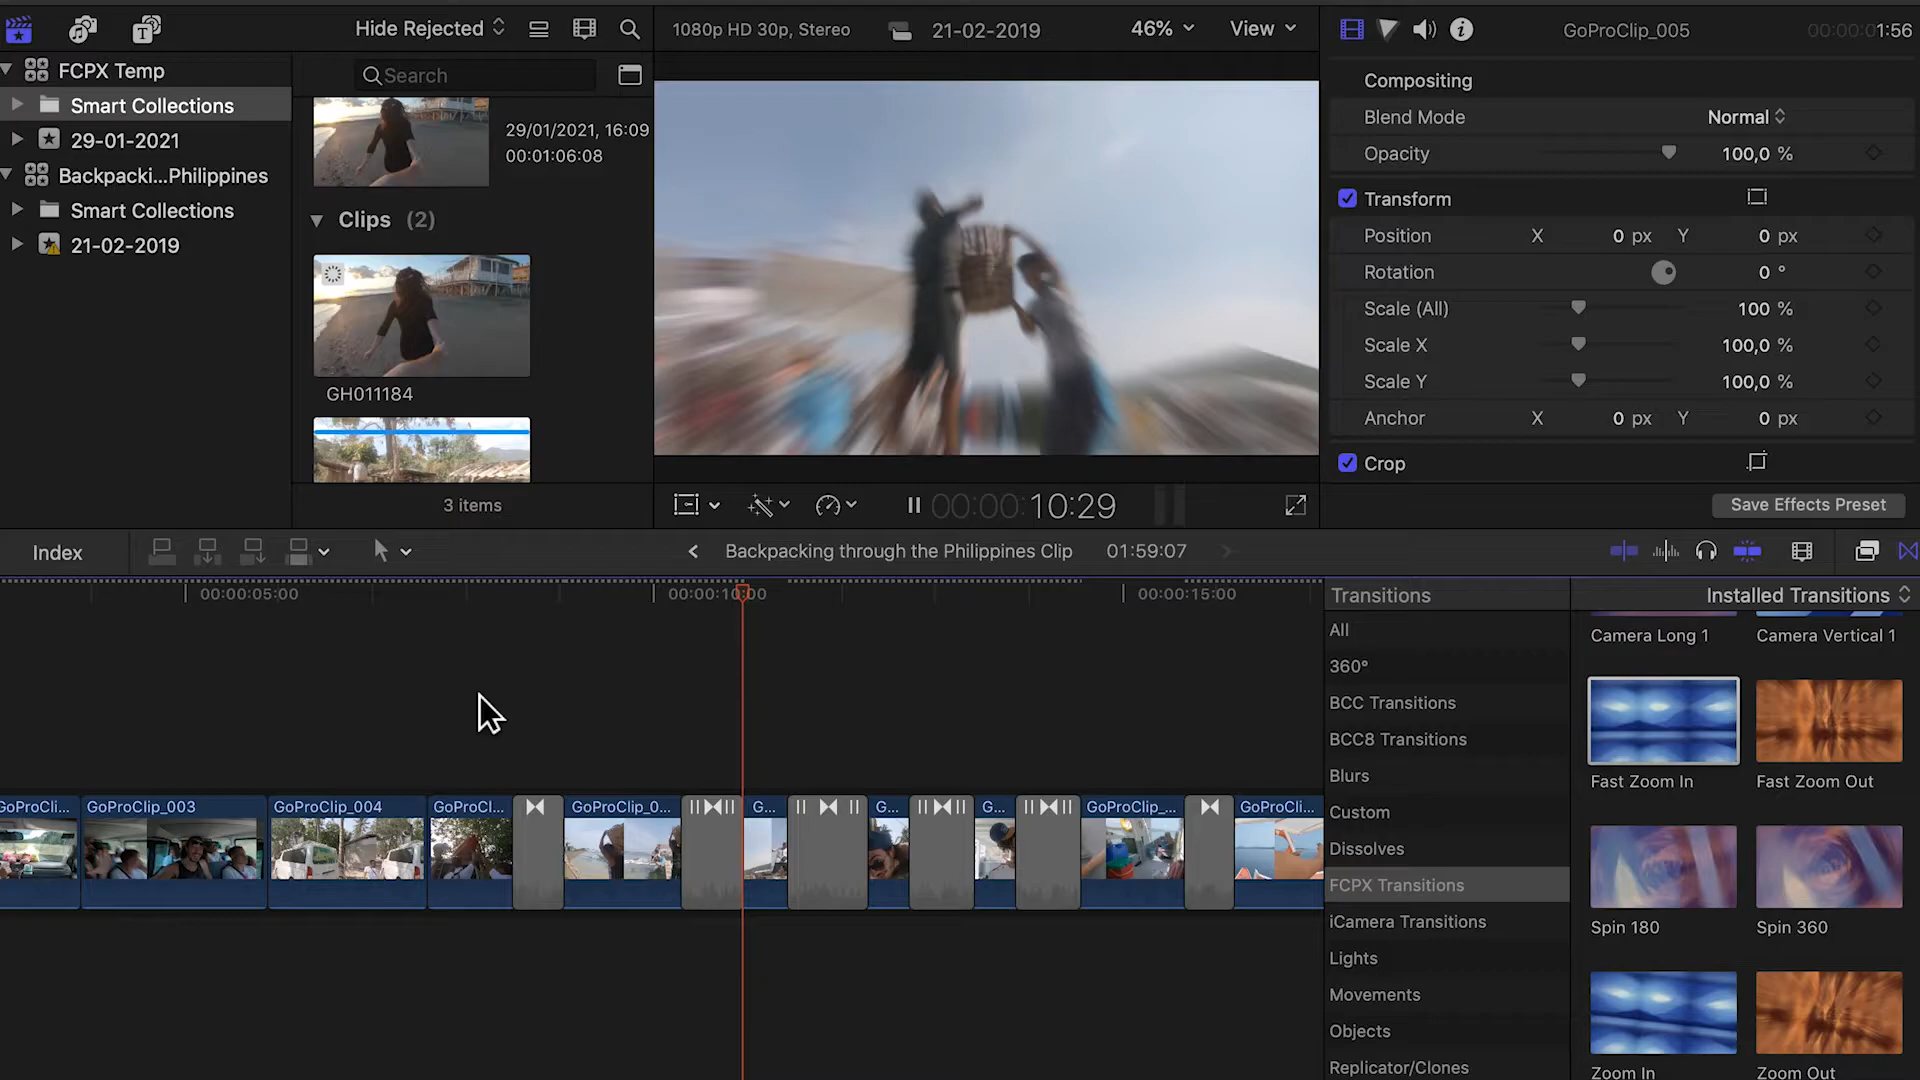 Hide Rejected
1080p HD 30p, Stereo
21-02-2019
46%
View
GoProClip_005
00:00:01:56
FCPX Temp
Smart Collections
29-01-2021
Backpacki...Philippines
Smart Collections
21-02-2019
Search
29/01/2021, 16:09
00:01:06:08
Clips (2)
GH011184
3 items
00:00:10:29
Compositing
Blend Mode Normal
Opacity 100,0 %
Transform
Position X 0 px Y 0 px
Rotation 0 °
Scale (All) 100 %
Scale X 100,0 %
Scale Y 100,0 %
Anchor X 0 px Y 0 px
Crop
Save Effects Preset
Index
Backpacking through the Philippines Clip 01:59:07
00:00:05:00
00:00:10:00
00:00:15:00
GoProCli...
GoProClip_003
GoProClip_004
GoProCl...
GoProClip_0...
G...
G...
G...
GoProClip_...
GoProCli...
Transitions
Installed Transitions
All
360°
BCC Transitions
BCC8 Transitions
Blurs
Custom
Dissolves
FCPX Transitions
iCamera Transitions
Lights
Movements
Objects
Replicator/Clones
Camera Long 1
Camera Vertical 1
Fast Zoom In
Fast Zoom Out
Spin 180
Spin 360
Zoom In
Zoom Out